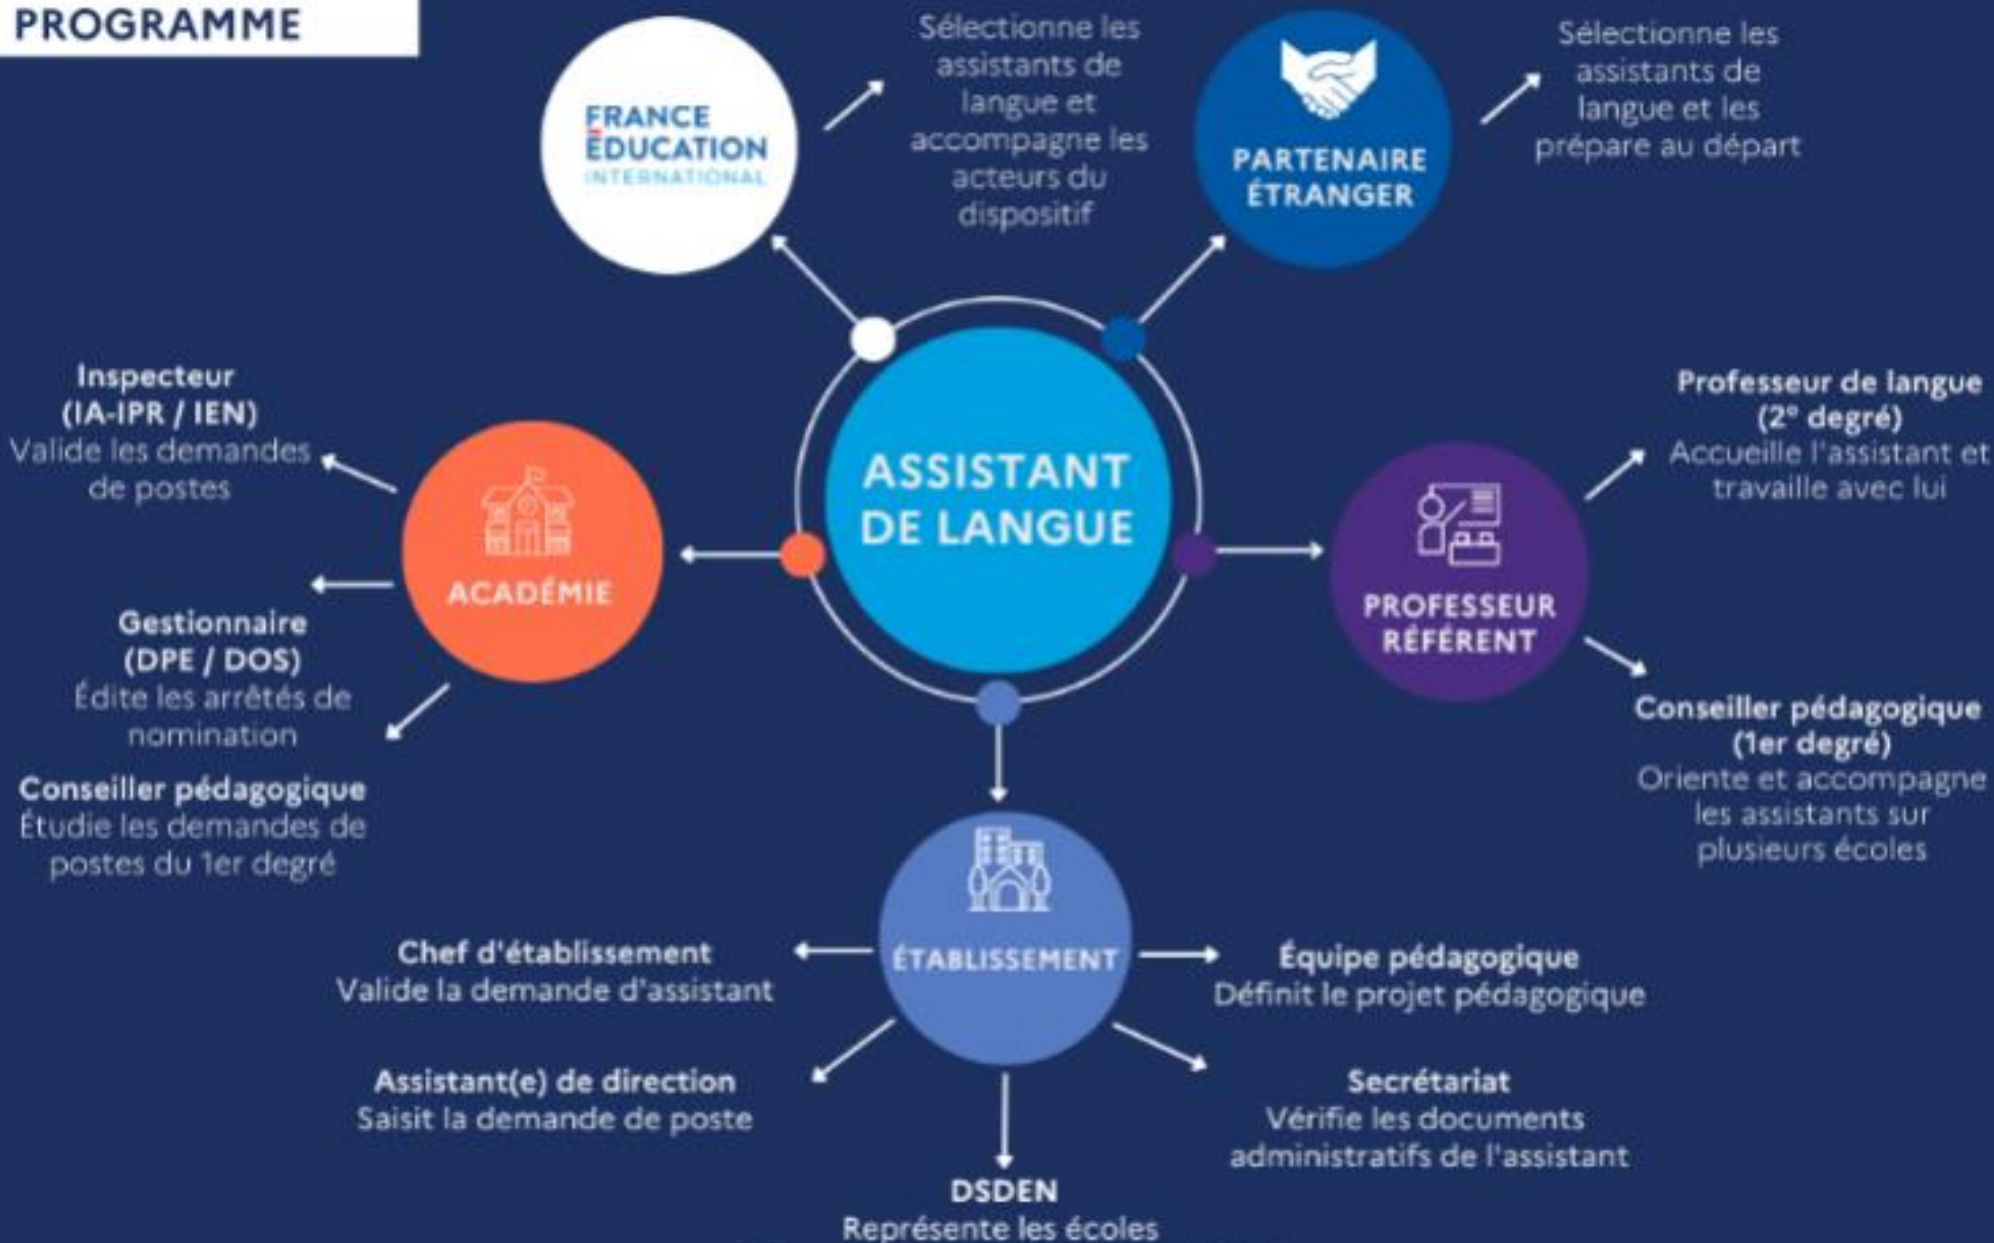 PROGRAMME
FRANCE
ÉDUCATION
INTERNATIONAL
Sélectionne les
assistants de
langue et
accompagne les
acteurs du
dispositif
PARTENAIRE
ÉTRANGER
Sélectionne les
assistants de
langue et les
prépare au départ
ASSISTANT
DE LANGUE
Inspecteur
(IA-IPR / IEN)
Valide les demandes
de postes
ACADÉMIE
Gestionnaire
(DPE / DOS)
Édite les arrêtés de
nomination
Conseiller pédagogique
Étudie les demandes de
postes du 1er degré
PROFESSEUR
RÉFÉRENT
Professeur de langue
(2° degré)
Accueille l'assistant et
travaille avec lui
Conseiller pédagogique
(1er degré)
Oriente et accompagne
les assistants sur
plusieurs écoles
ÉTABLISSEMENT
Chef d'établissement
Valide la demande d'assistant
Assistant(e) de direction
Saisit la demande de poste
DSDEN
Représente les écoles
Équipe pédagogique
Définit le projet pédagogique
Secrétariat
Vérifie les documents
administratifs de l'assistant